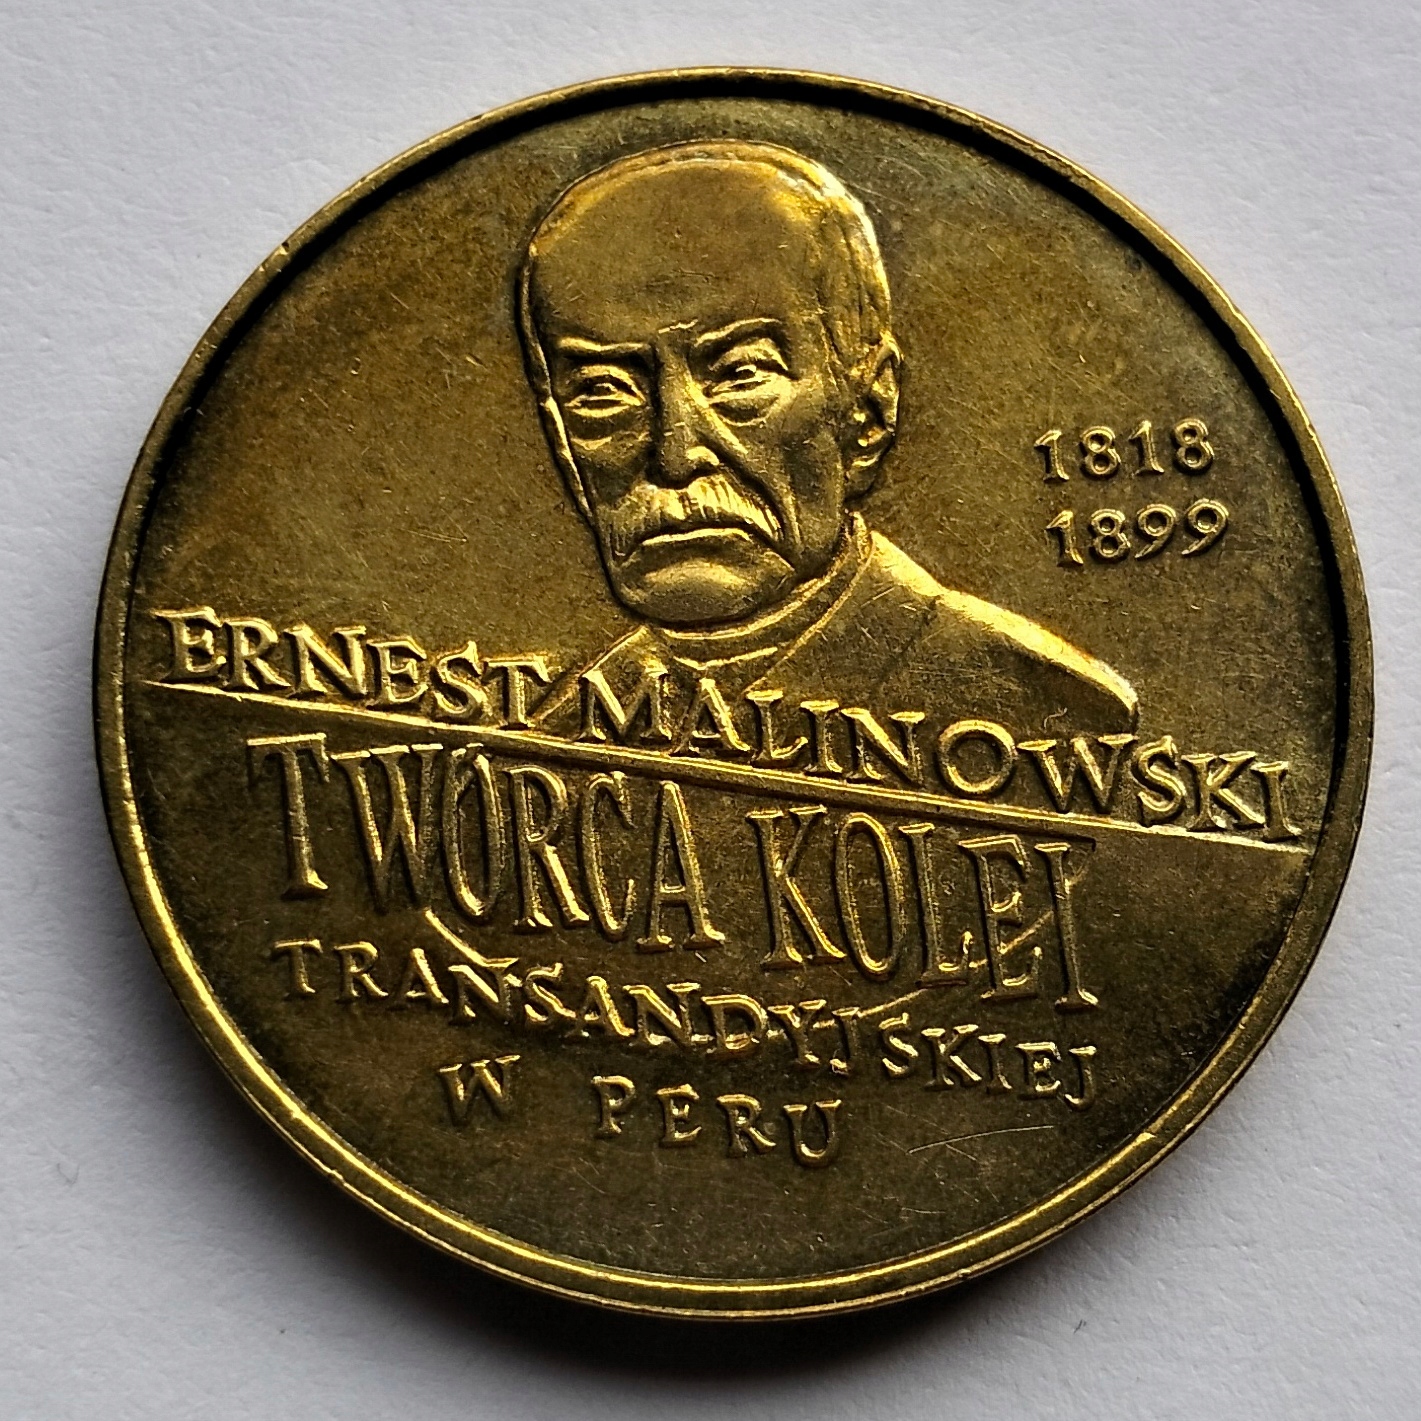 1818
1899
ERNEST MALINOWSKI
TWÓRCA KOLEI
TRANSANDYJSKIEJ
W PERU